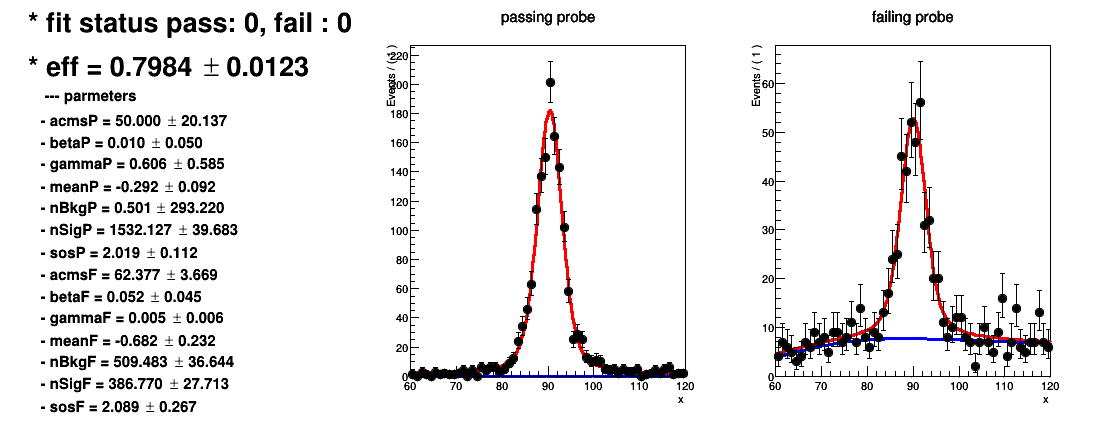 * fit status pass: 0, fail : 0
* eff = 0.7984 ± 0.0123
--- parmeters
- acmsP = 50.000 ± 20.137
- betaP = 0.010 ± 0.050
- gammaP = 0.606 ± 0.585
- meanP = -0.292 ± 0.092
- nBkgP = 0.501 ± 293.220
- nSigP = 1532.127 ± 39.683
- sosP = 2.019 ± 0.112
- acmsF = 62.377 ± 3.669
- betaF = 0.052 ± 0.045
- gammaF = 0.005 ± 0.006
- meanF = -0.682 ± 0.232
- nBkgF = 509.483 ± 36.644
- nSigF = 386.770 ± 27.713
- sosF = 2.089 ± 0.267
passing probe
Events / ( 1 )
220
200
180
160
140
120
100
80
60
40
20
0
60 70 80 90 100 110 120
x
failing probe
Events / ( 1 )
60
50
40
30
20
10
0
60 70 80 90 100 110 120
x